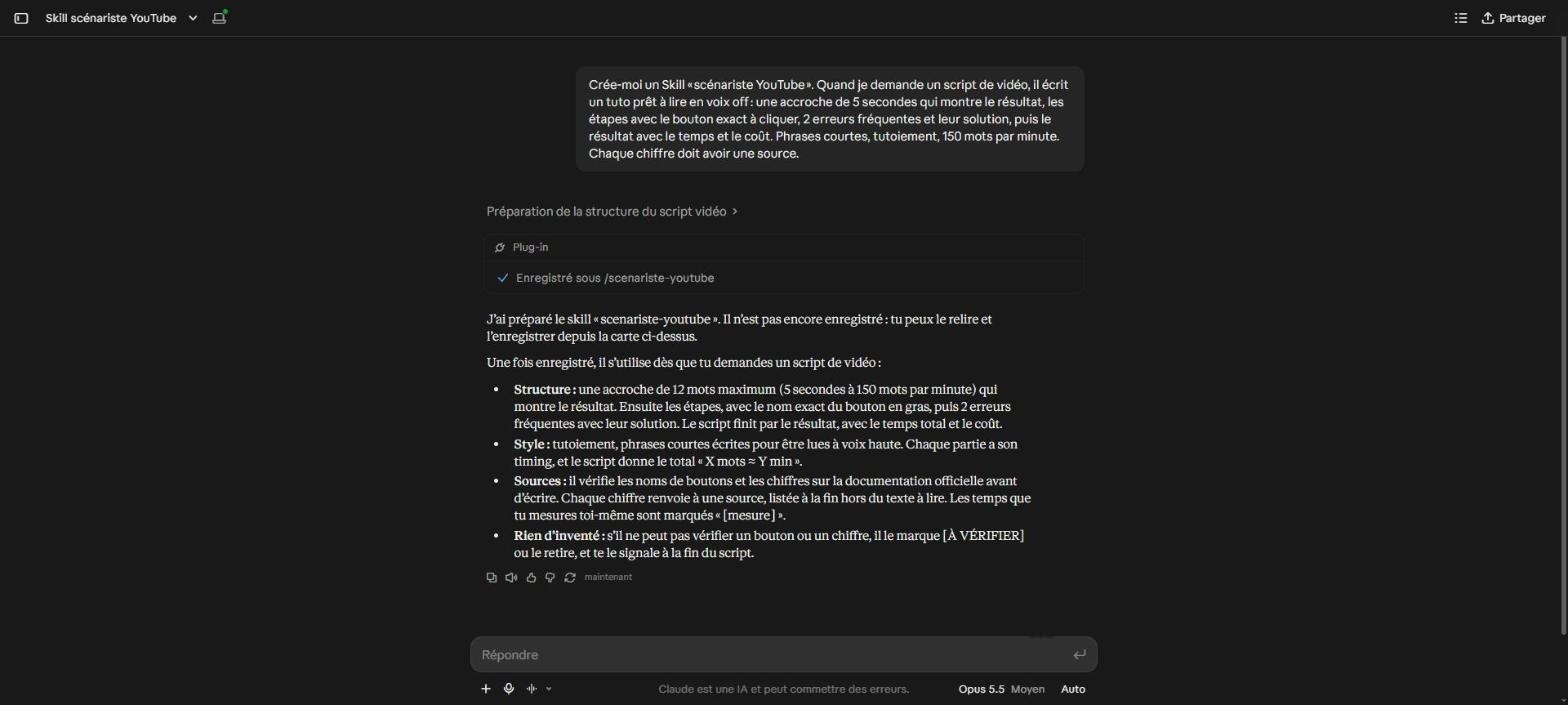 Skill scénariste YouTube
Partager
Crée-moi un Skill « scénariste YouTube ». Quand je demande un script de vidéo, il écrit
un tuto prêt à lire en voix off : une accroche de 5 secondes qui montre le résultat, les
étapes avec le bouton exact à cliquer, 2 erreurs fréquentes et leur solution, puis le
résultat avec le temps et le coût. Phrases courtes, tutoiement, 150 mots par minute.
Chaque chiffre doit avoir une source.
Préparation de la structure du script vidéo
Plug-in
Enregistré sous /scenariste-youtube
J'ai préparé le skill « scenariste-youtube ». Il n'est pas encore enregistré : tu peux le relire et
l'enregistrer depuis la carte ci-dessus.
Une fois enregistré, il s'utilise dès que tu demandes un script de vidéo :
• Structure : une accroche de 12 mots maximum (5 secondes à 150 mots par minute) qui
montre le résultat. Ensuite les étapes, avec le nom exact du bouton en gras, puis 2 erreurs
fréquentes avec leur solution. Le script finit par le résultat, avec le temps total et le coût.
• Style : tutoiement, phrases courtes écrites pour être lues à voix haute. Chaque partie a son
timing, et le script donne le total « X mots ≈ Y min ».
• Sources : il vérifie les noms de boutons et les chiffres sur la documentation officielle avant
d'écrire. Chaque chiffre renvoie à une source, listée à la fin hors du texte à lire. Les temps que
tu mesures toi-même sont marqués « [mesure] ».
• Rien d'inventé : s'il ne peut pas vérifier un bouton ou un chiffre, il le marque [À VÉRIFIER]
ou le retire, et te le signale à la fin du script.
maintenant
Répondre
Claude est une IA et peut commettre des erreurs.
Opus 5.5 Moyen Auto